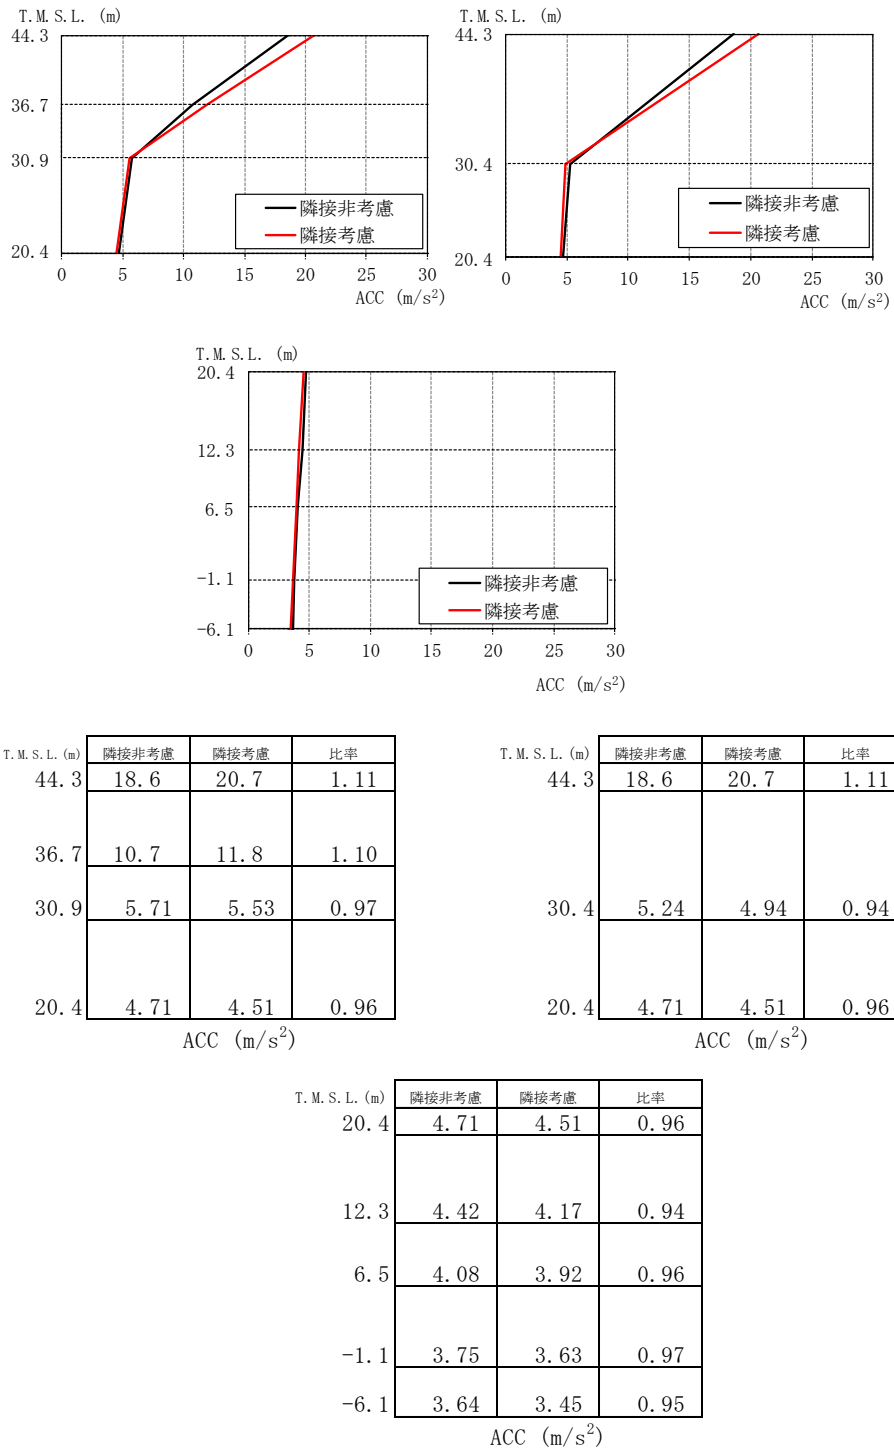 T.M.S.L. (m)
44.3
36.7
30.9
20.4
隣接非考慮
隣接考慮
0 5 10 15 20 25 30
ACC (m/s²)
T.M.S.L. (m)
44.3
30.4
20.4
隣接非考慮
隣接考慮
0 5 10 15 20 25 30
ACC (m/s²)
T.M.S.L. (m)
20.4
12.3
6.5
-1.1
-6.1
隣接非考慮
隣接考慮
0 5 10 15 20 25 30
ACC (m/s²)
T.M.S.L.(m) 隣接非考慮 隣接考慮 比率
44.3 18.6 20.7 1.11
36.7 10.7 11.8 1.10
30.9 5.71 5.53 0.97
20.4 4.71 4.51 0.96
ACC (m/s²)
T.M.S.L.(m) 隣接非考慮 隣接考慮 比率
44.3 18.6 20.7 1.11
30.4 5.24 4.94 0.94
20.4 4.71 4.51 0.96
ACC (m/s²)
T.M.S.L.(m) 隣接非考慮 隣接考慮 比率
20.4 4.71 4.51 0.96
12.3 4.42 4.17 0.94
6.5 4.08 3.92 0.96
-1.1 3.75 3.63 0.97
-6.1 3.64 3.45 0.95
ACC (m/s²)